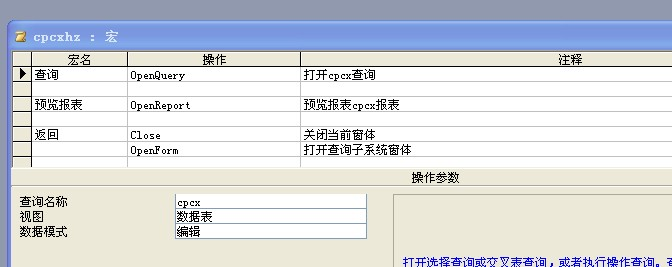 cpcxhz : 宏
宏名 操作 注释
查询 OpenQuery 打开cpcx查询
预览报表 OpenReport 预览报表cpcx报表
返回 Close 关闭当前窗体
OpenForm 打开查询子系统窗体
操作参数
查询名称 cpcx
视图 数据表
数据模式 编辑
打开选择查询或交叉表查询，或者执行操作查询。查